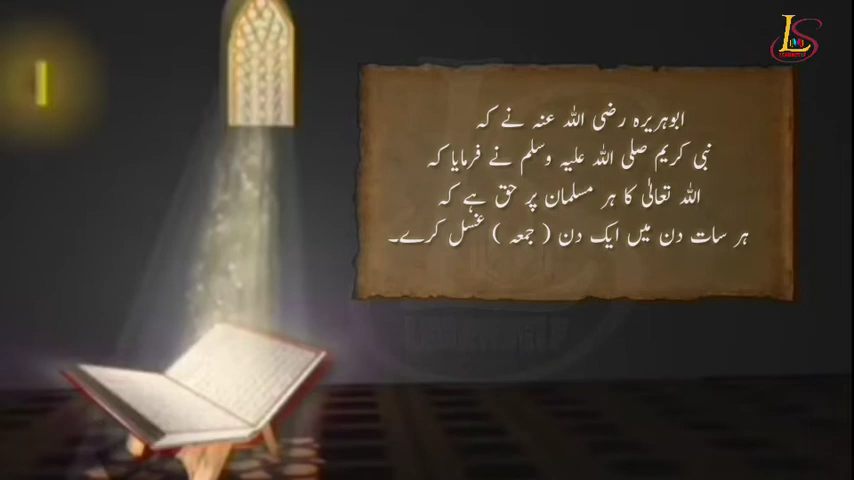 ابوہریرہ رضی اللہ عنہ نے کہ
نبی کریم صلی اللہ علیہ وسلم نے فرمایا کہ
اللہ تعالیٰ کا ہر مسلمان پر حق ہے کہ
ہر سات دن میں ایک دن ( جمعہ ) غسل کرے۔